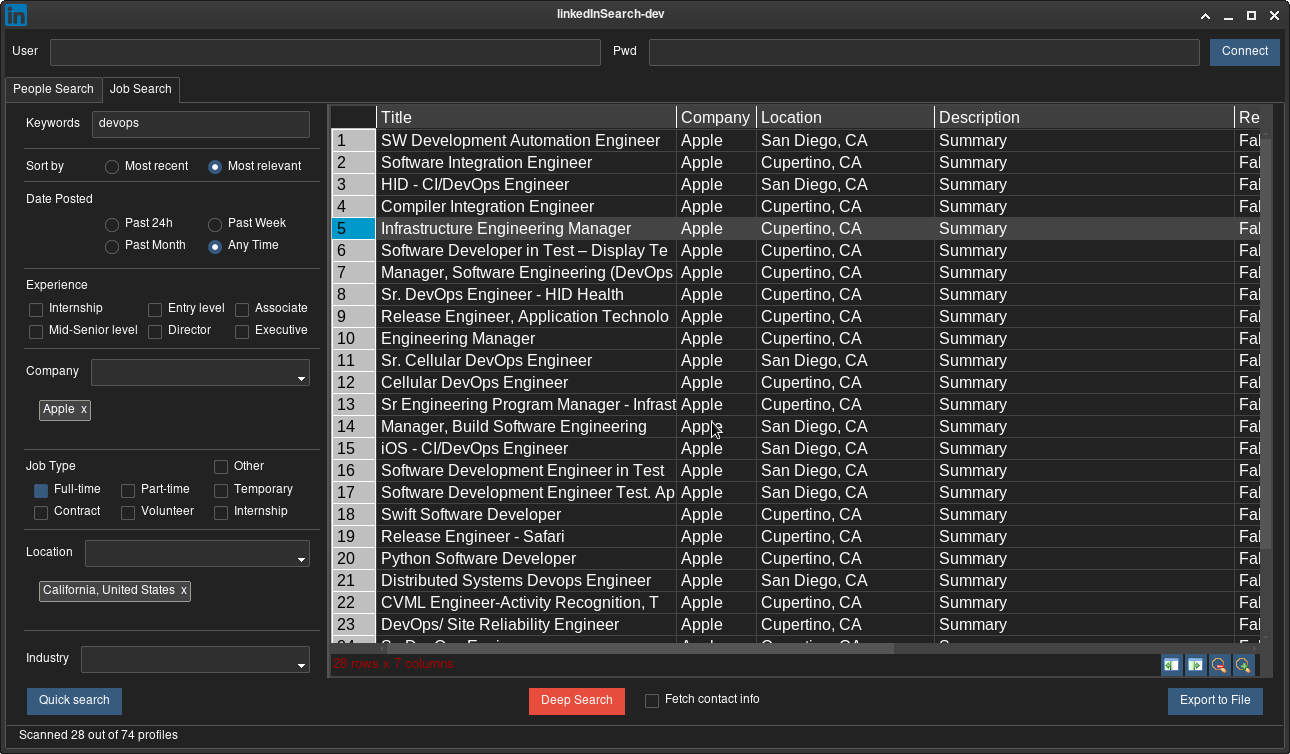 in
linkedInSearch-dev
User
Pwd
Connect
People Search
Job Search
Keywords devops
Sort by Most recent Most relevant
Date Posted
Past 24h Past Week
Past Month Any Time
Experience
Internship Entry level Associate
Mid-Senior level Director Executive
Company
Apple x
Job Type Other
Full-time Part-time Temporary
Contract Volunteer Internship
Location
California, United States x
Industry
Title Company Location Description Re
1 SW Development Automation Engineer Apple San Diego, CA Summary Fal
2 Software Integration Engineer Apple Cupertino, CA Summary Fal
3 HID - CI/DevOps Engineer Apple San Diego, CA Summary Fal
4 Compiler Integration Engineer Apple Cupertino, CA Summary Fal
5 Infrastructure Engineering Manager Apple Cupertino, CA Summary Fal
6 Software Developer in Test – Display Te Apple Cupertino, CA Summary Fal
7 Manager, Software Engineering (DevOps Apple Cupertino, CA Summary Fal
8 Sr. DevOps Engineer - HID Health Apple Cupertino, CA Summary Fal
9 Release Engineer, Application Technolo Apple Cupertino, CA Summary Fal
10 Engineering Manager Apple Cupertino, CA Summary Fal
11 Sr. Cellular DevOps Engineer Apple San Diego, CA Summary Fal
12 Cellular DevOps Engineer Apple Cupertino, CA Summary Fal
13 Sr Engineering Program Manager - Infrast Apple Cupertino, CA Summary Fal
14 Manager, Build Software Engineering Apple San Diego, CA Summary Fal
15 iOS - CI/DevOps Engineer Apple San Diego, CA Summary Fal
16 Software Development Engineer in Test Apple San Diego, CA Summary Fal
17 Software Development Engineer Test. Ap Apple San Diego, CA Summary Fal
18 Swift Software Developer Apple Cupertino, CA Summary Fal
19 Release Engineer - Safari Apple Cupertino, CA Summary Fal
20 Python Software Developer Apple Cupertino, CA Summary Fal
21 Distributed Systems Devops Engineer Apple San Diego, CA Summary Fal
22 CVML Engineer-Activity Recognition, T Apple Cupertino, CA Summary Fal
23 DevOps/ Site Reliability Engineer Apple Cupertino, CA Summary Fal
28 rows x 7 columns
Quick search
Deep Search
Fetch contact info
Export to File
Scanned 28 out of 74 profiles